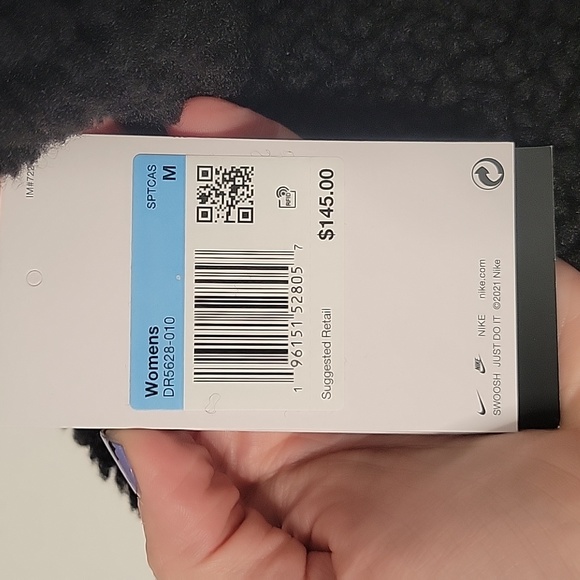 Womens
SPTCAS
DR5628-010
M
1 96151 52805 7
RFID
Suggested Retail
$145.00
NIKE
nike.com
SWOOSH JUST DO IT ©2021 Nike